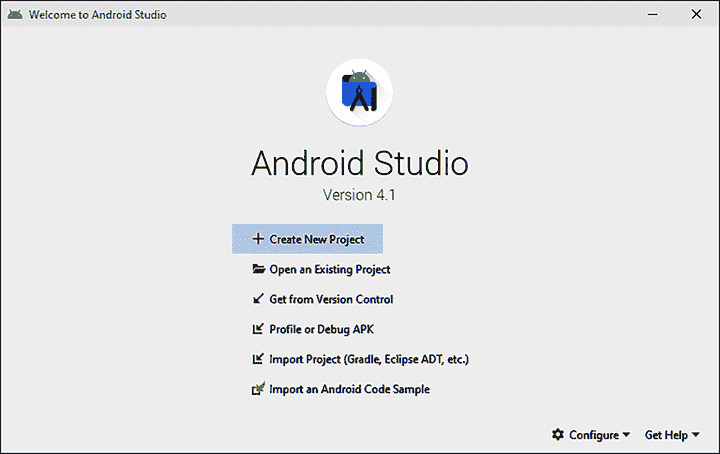 Welcome to Android Studio
Android Studio
Version 4.1
Create New Project
Open an Existing Project
Get from Version Control
Profile or Debug APK
Import Project (Gradle, Eclipse ADT, etc.)
Import an Android Code Sample
Configure Get Help